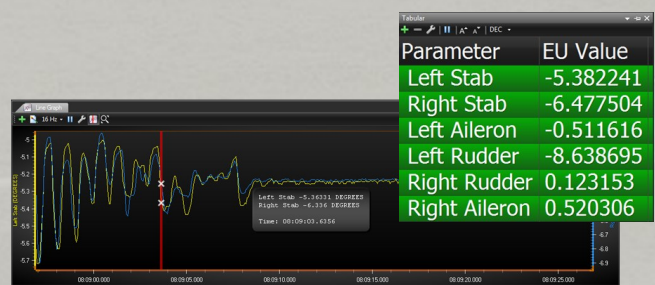 Tabular
DEC
Parameter EU Value
Left Stab -5.382241
Right Stab -6.477504
Left Aileron -0.511616
Left Rudder -8.638695
Right Rudder 0.123153
Right Aileron 0.520306
Line Graph
16 Hz
Left Stab (DEGREES)
-5
-5.1
-5.2
-5.3
-5.4
-5.5
-5.6
-5.7
Left Stab -5.36331 DEGREES
Right Stab -6.336 DEGREES
Time: 08:09:03.6356
-6.7
-6.8
-6.9
08:09:00.000 08:09:05.000 08:09:10.000 08:09:15.000 08:09:20.000 08:09:25.000